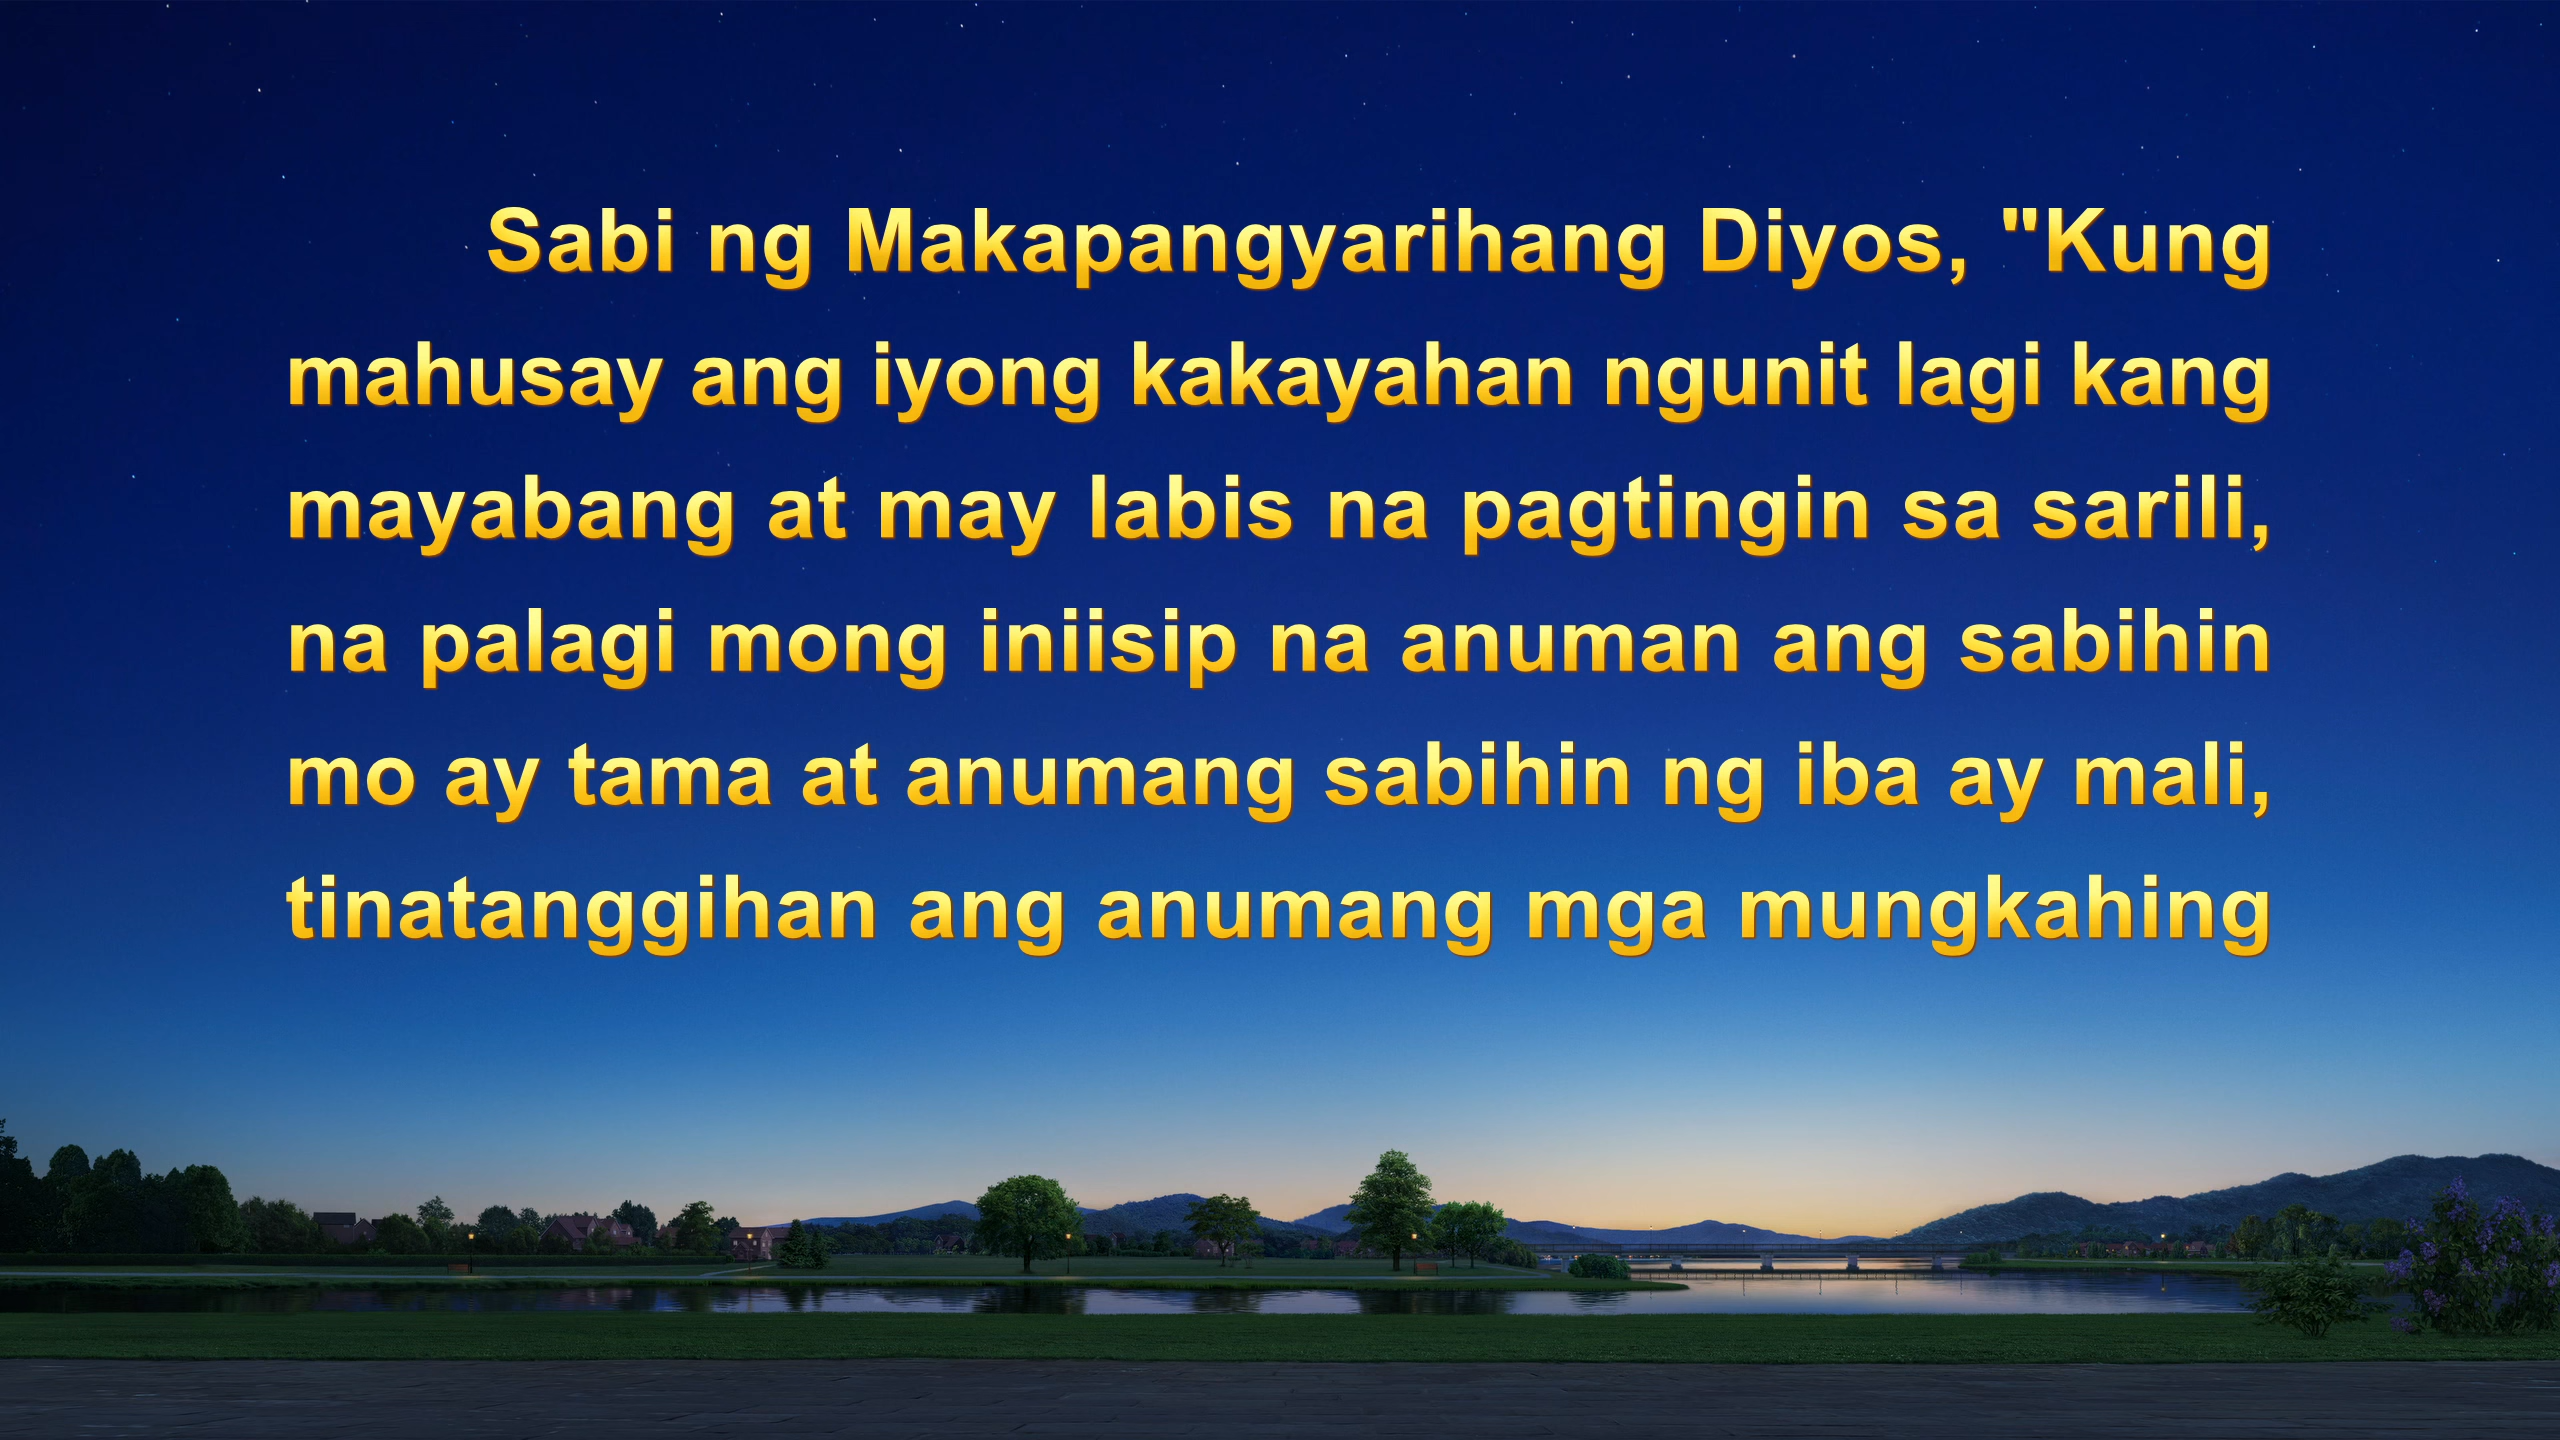 Sabi ng Makapangyarihang Diyos, "Kung
mahusay ang iyong kakayahan ngunit lagi kang
mayabang at may labis na pagtingin sa sarili,
na palagi mong iniisip na anuman ang sabihin
mo ay tama at anumang sabihin ng iba ay mali,
tinatanggihan ang anumang mga mungkahing